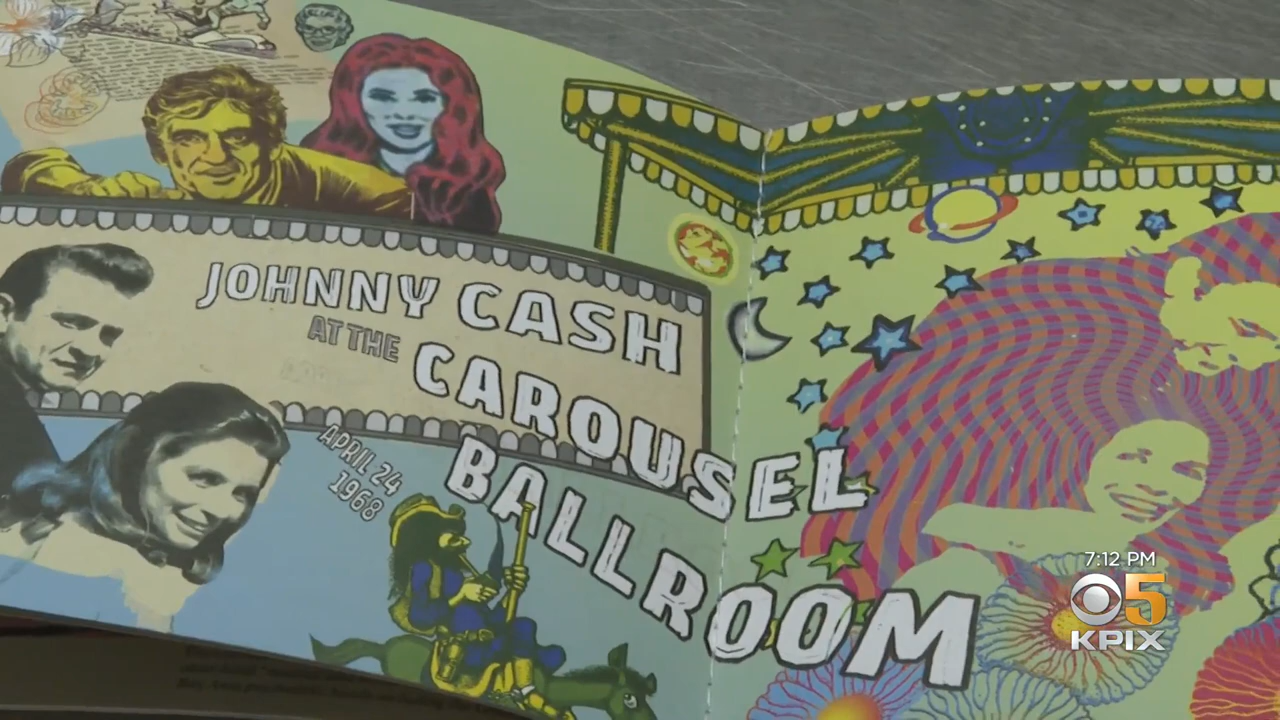 JOHNNY CASH
AT THE
CAROUSEL
BALLROOM
APRIL 24
1968
7:12 PM
5
KPIX